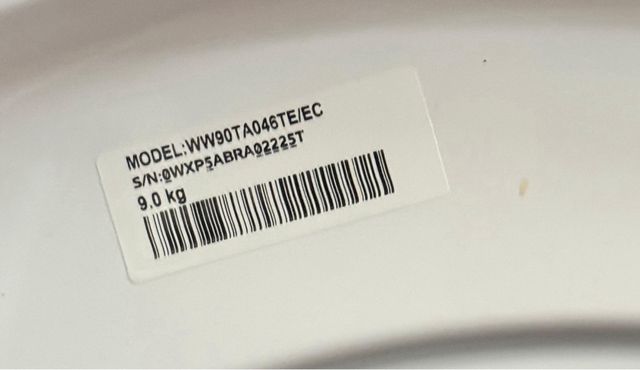 MODEL:WW90TA046TE/EC
S/N:0WXP5ABRA02225T
9.0 kg